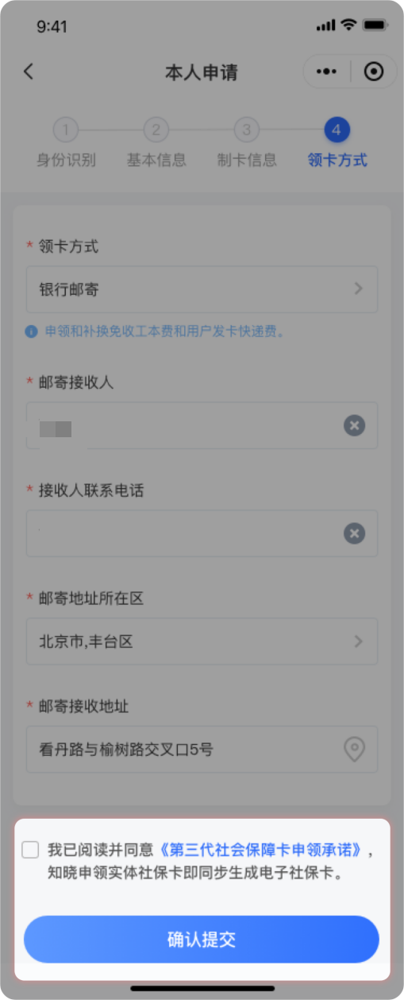 9:41
本人申请
1 2 3 4
身份识别 基本信息 制卡信息 领卡方式
* 领卡方式
银行邮寄
申领和补换免收工本费和用户发卡快递费。
* 邮寄接收人
* 接收人联系电话
* 邮寄地址所在区
北京市,丰台区
* 邮寄接收地址
看丹路与榆树路交叉口5号
我已阅读并同意《第三代社会保障卡申领承诺》,
知晓申领实体社保卡即同步生成电子社保卡。
确认提交